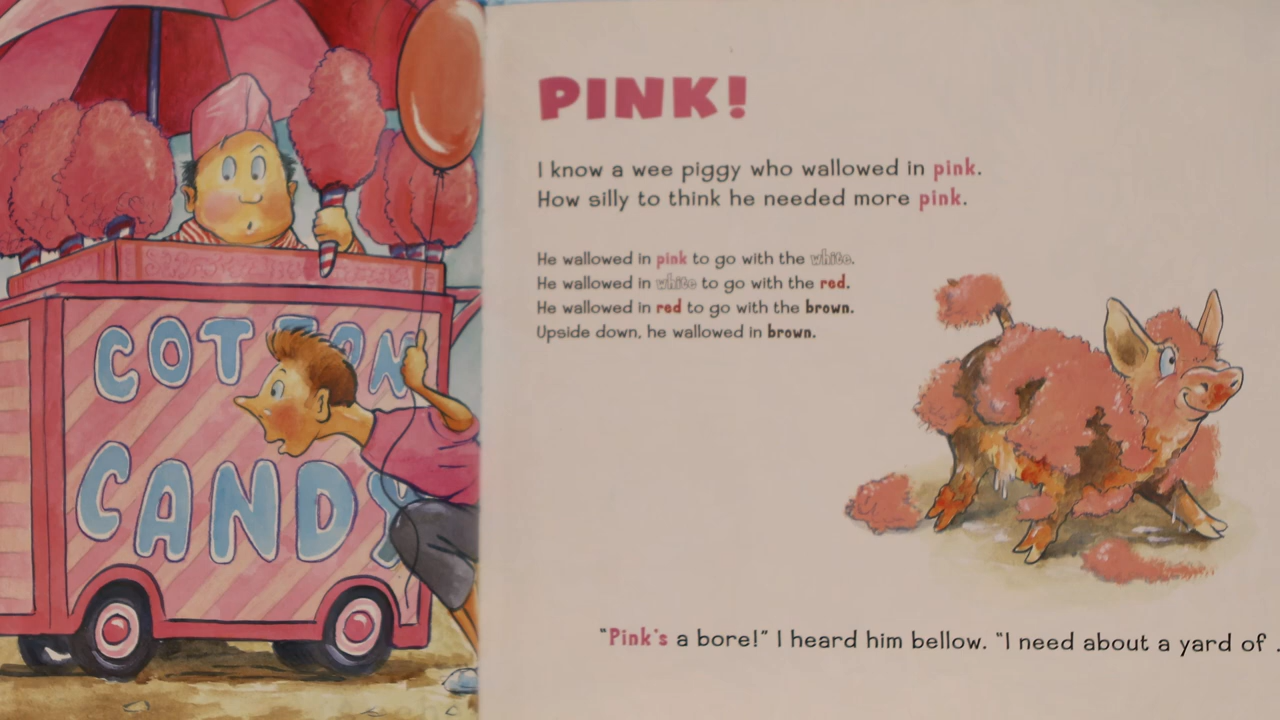 COTTON
CANDY
PINK!
I know a wee piggy who wallowed in pink.
How silly to think he needed more pink.
He wallowed in pink to go with the white.
He wallowed in white to go with the red.
He wallowed in red to go with the brown.
Upside down, he wallowed in brown.
"Pink's a bore!" I heard him bellow. "I need about a yard of .